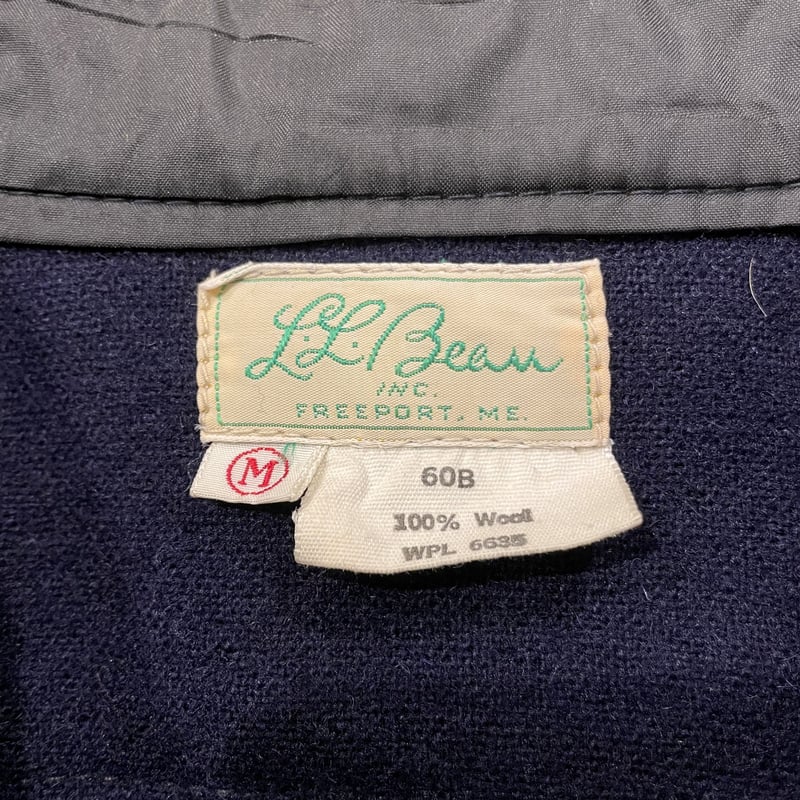 L.L.Bean
INC.
FREEPORT, ME.
M
60B
100% Wool
WPL 6635